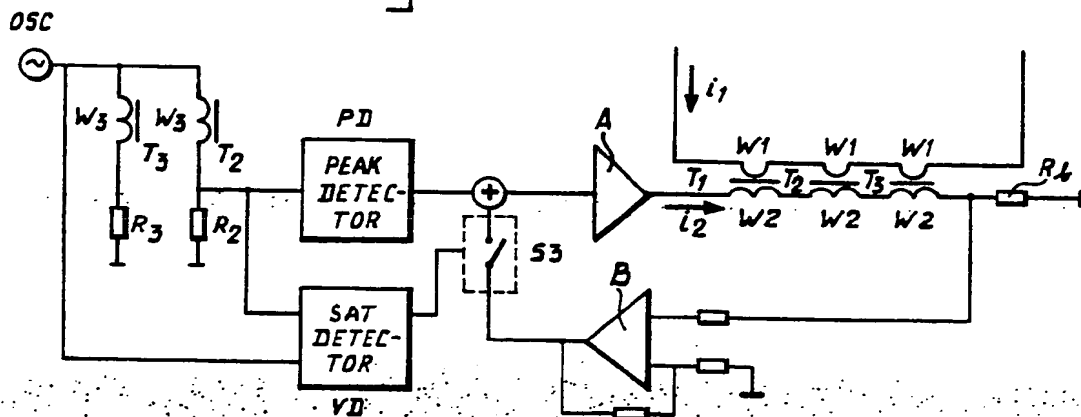 OSC
i1
W3
W3
T3
T2
R3
R2
PD
PEAK
DETEC-
TOR
+
A
W1
W1
W1
T1
T2
T3
Rb
i2
W2
W2
W2
S3
B
SAT
DETEC-
TOR
VD